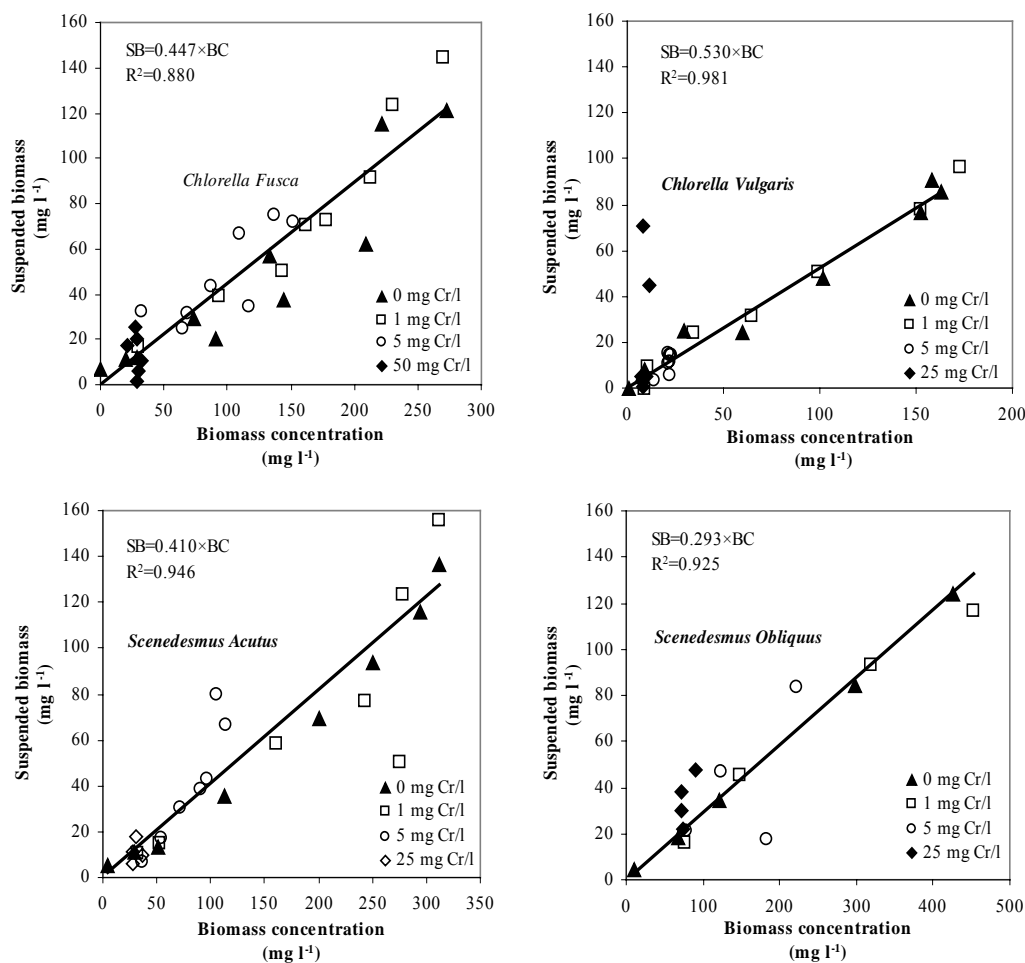 160
140
120
100
80
60
40
20
0
Suspended biomass
(mg l⁻¹)
SB=0.447×BC
R²=0.880
Chlorella Fusca
0 mg Cr/l
1 mg Cr/l
5 mg Cr/l
50 mg Cr/l
0 50 100 150 200 250 300
Biomass concentration
(mg l⁻¹)
160
140
120
100
80
60
40
20
0
Suspended biomass
(mg l⁻¹)
SB=0.530×BC
R²=0.981
Chlorella Vulgaris
0 mg Cr/l
1 mg Cr/l
5 mg Cr/l
25 mg Cr/l
0 50 100 150 200
Biomass concentration
(mg l⁻¹)
160
140
120
100
80
60
40
20
0
Suspended biomass
(mg l⁻¹)
SB=0.410×BC
R²=0.946
Scenedesmus Acutus
0 mg Cr/l
1 mg Cr/l
5 mg Cr/l
25 mg Cr/l
0 50 100 150 200 250 300 350
Biomass concentration
(mg l⁻¹)
160
140
120
100
80
60
40
20
0
Suspended biomass
(mg l⁻¹)
SB=0.293×BC
R²=0.925
Scenedesmus Obliquus
0 mg Cr/l
1 mg Cr/l
5 mg Cr/l
25 mg Cr/l
0 100 200 300 400 500
Biomass concentration
(mg l⁻¹)